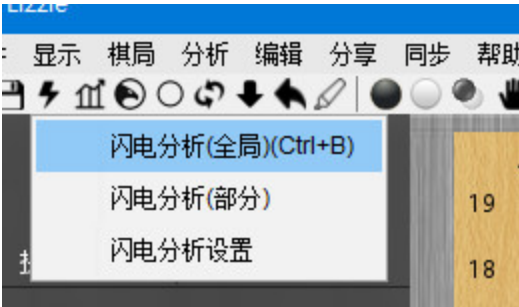 Lizzie
显示 棋局 分析 编辑 分享 同步 帮助
闪电分析(全局)(Ctrl+B)
闪电分析(部分)
19
闪电分析设置
18